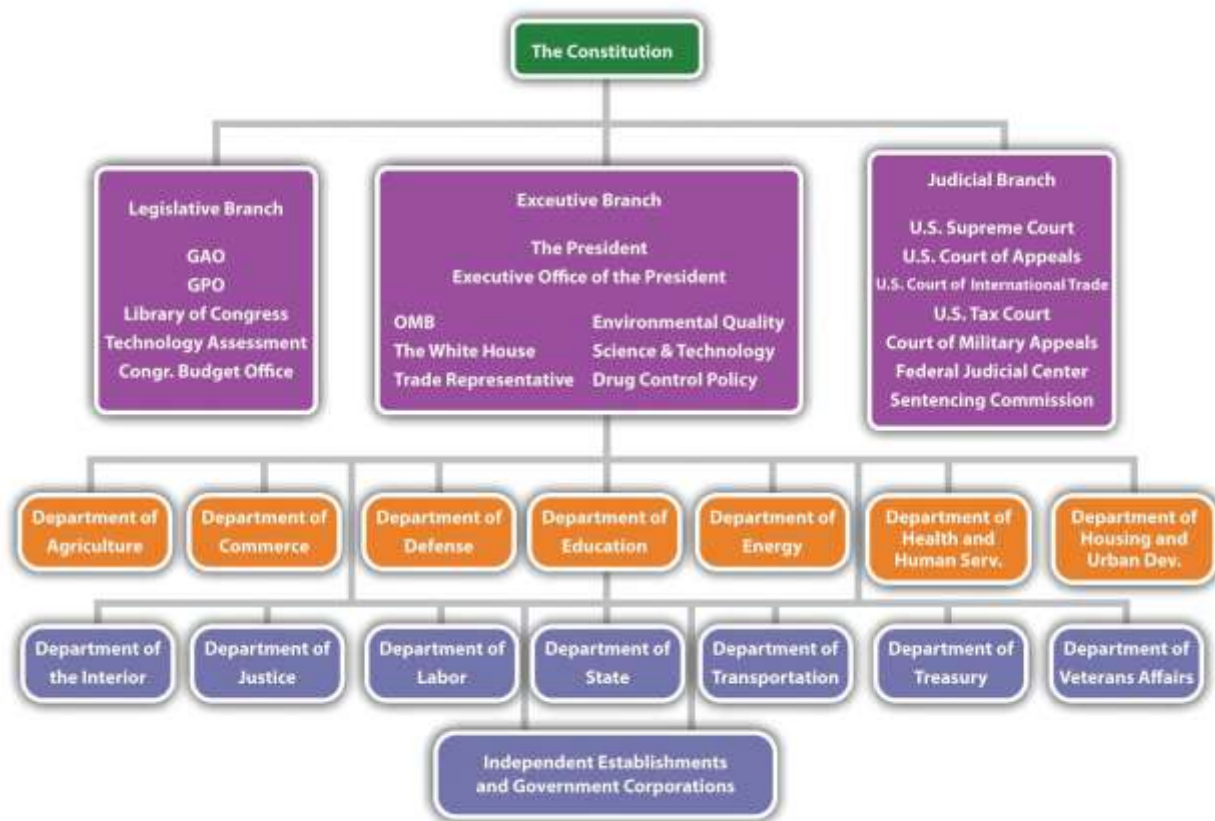 The Constitution
Legislative Branch
GAO
GPO
Library of Congress
Technology Assessment
Congr. Budget Office
Exceutive Branch
The President
Executive Office of the President
OMB
The White House
Trade Representative
Environmental Quality
Science & Technology
Drug Control Policy
Judicial Branch
U.S. Supreme Court
U.S. Court of Appeals
U.S. Court of International Trade
U.S. Tax Court
Court of Military Appeals
Federal Judicial Center
Sentencing Commission
Department of
Agriculture
Department of
Commerce
Department of
Defense
Department of
Education
Department of
Energy
Department of
Health and
Human Serv.
Department of
Housing and
Urban Dev.
Department of
the Interior
Department of
Justice
Department of
Labor
Department of
State
Department of
Transportation
Department of
Treasury
Department of
Veterans Affairs
Independent Establishments
and Government Corporations